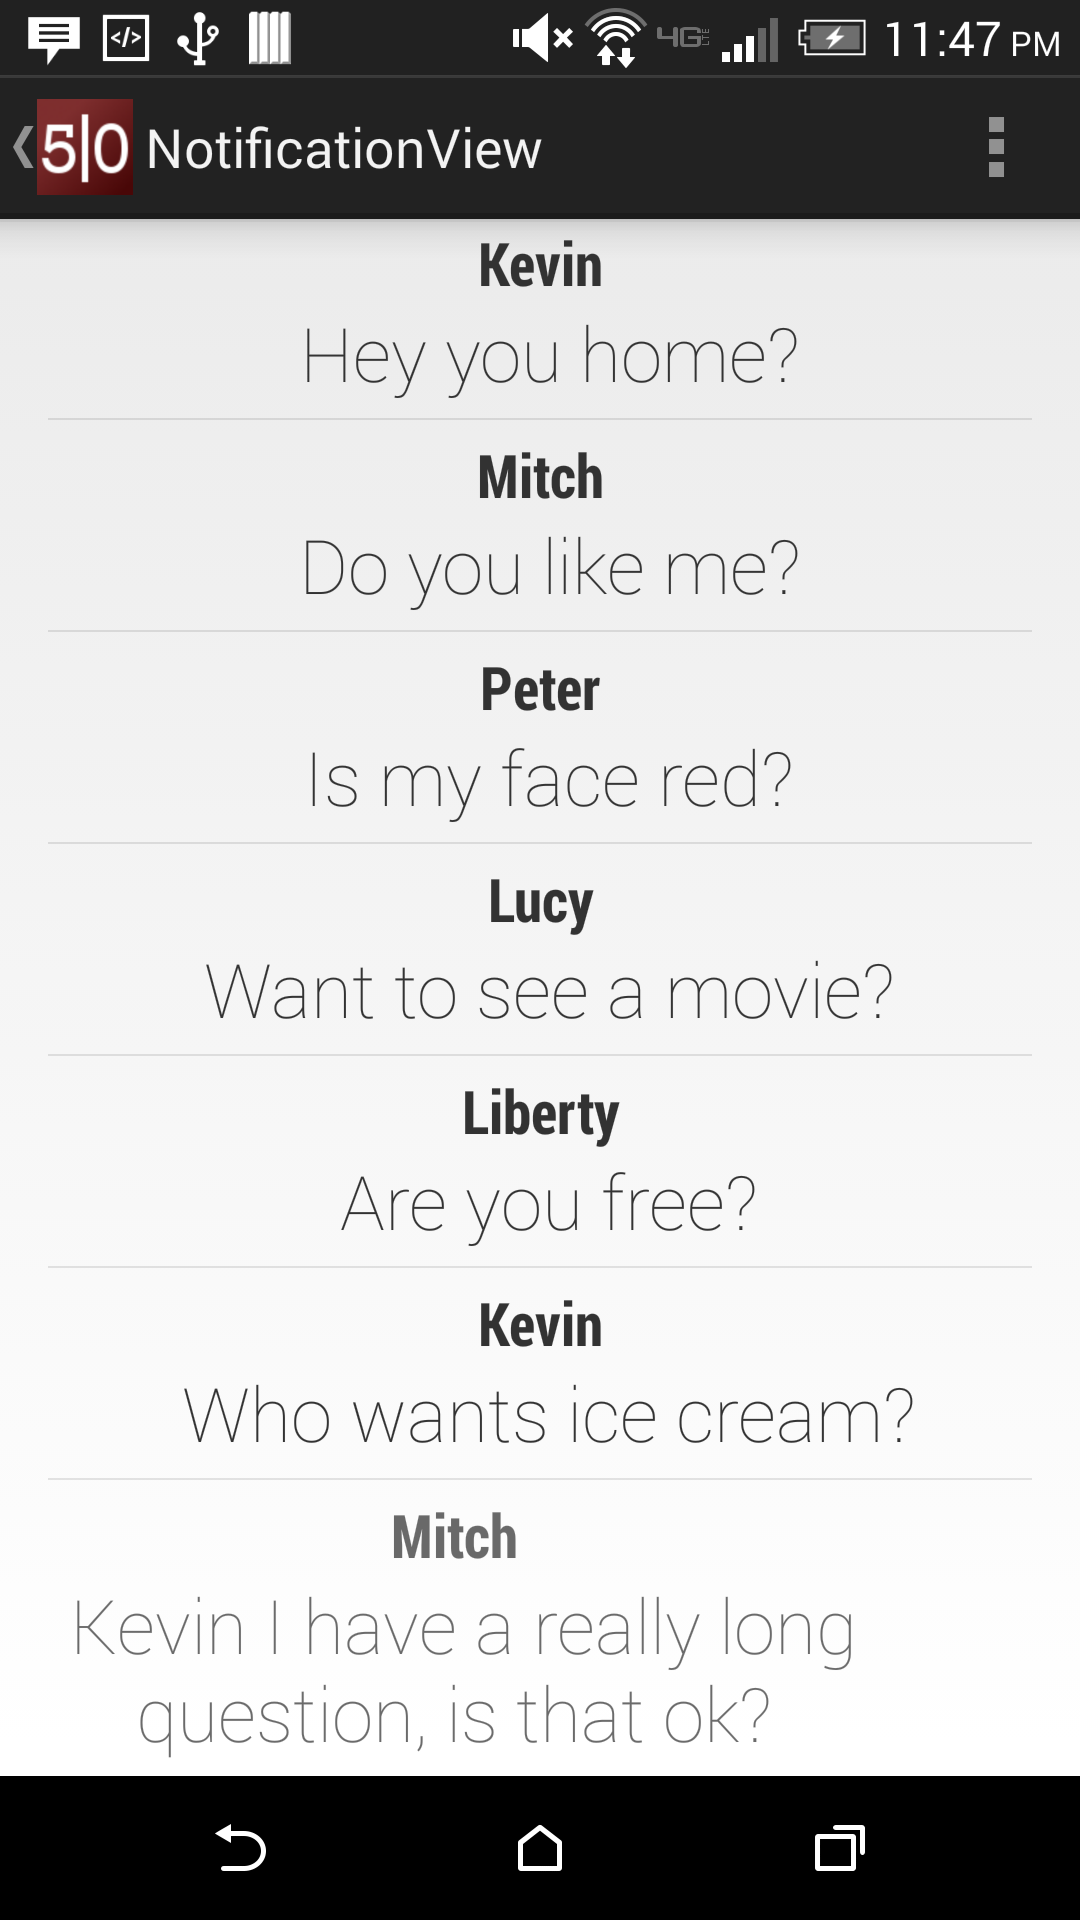 </> 4G LTE 11:47 PM
5|0 NotificationView
Kevin
Hey you home?
Mitch
Do you like me?
Peter
Is my face red?
Lucy
Want to see a movie?
Liberty
Are you free?
Kevin
Who wants ice cream?
Mitch
Kevin I have a really long
question, is that ok?